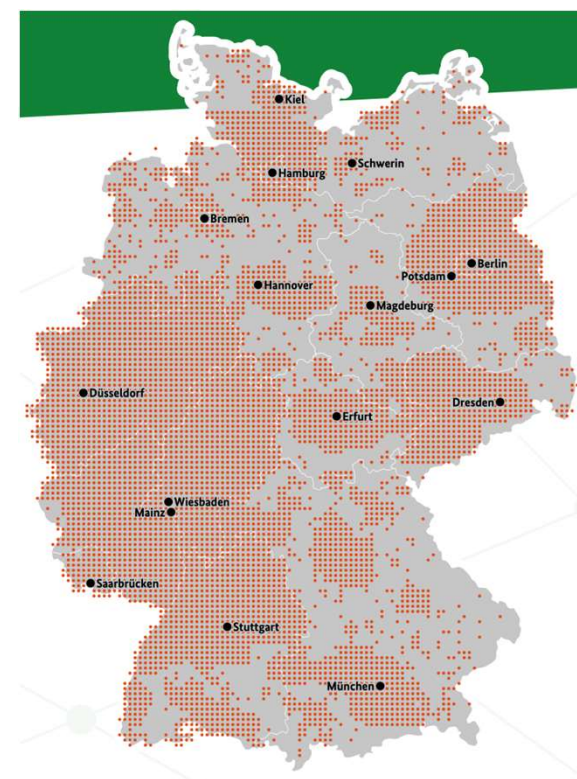 Kiel
Schwerin
Hamburg
Bremen
Berlin
Potsdam
Hannover
Magdeburg
Düsseldorf
Dresden
Erfurt
Wiesbaden
Mainz
Saarbrücken
Stuttgart
München